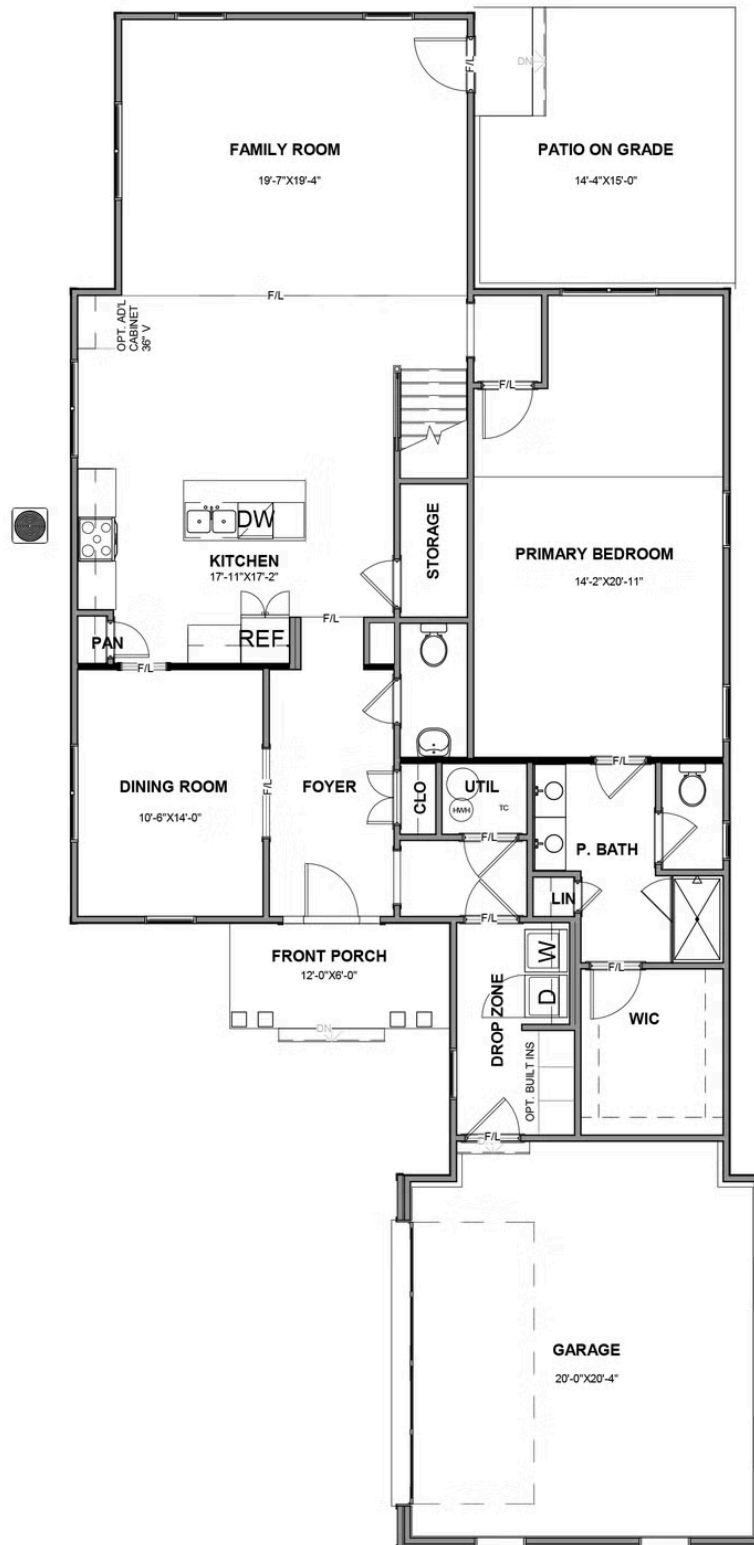 F/L
DN
FAMILY ROOM
19'-7"X19'-4"
PATIO ON GRADE
14'-4"X15'-0"
F/L
OPT. AD'L
CABINET
36" V
F/L
STORAGE
DW
KITCHEN
17'-11"X17'-2"
PRIMARY BEDROOM
14'-2"X20'-11"
REF
F/L
PAN
F/L
F/L
DINING ROOM
10'-6"X14'-0"
F/L
FOYER
CLO
UTIL
HWH
TC
F/L
P. BATH
LIN
F/L
FRONT PORCH
12'-0"X6'-0"
DN
W
D
DROP ZONE
OPT. BUILT INS
F/L
WIC
F/L
GARAGE
20'-0"X20'-4"